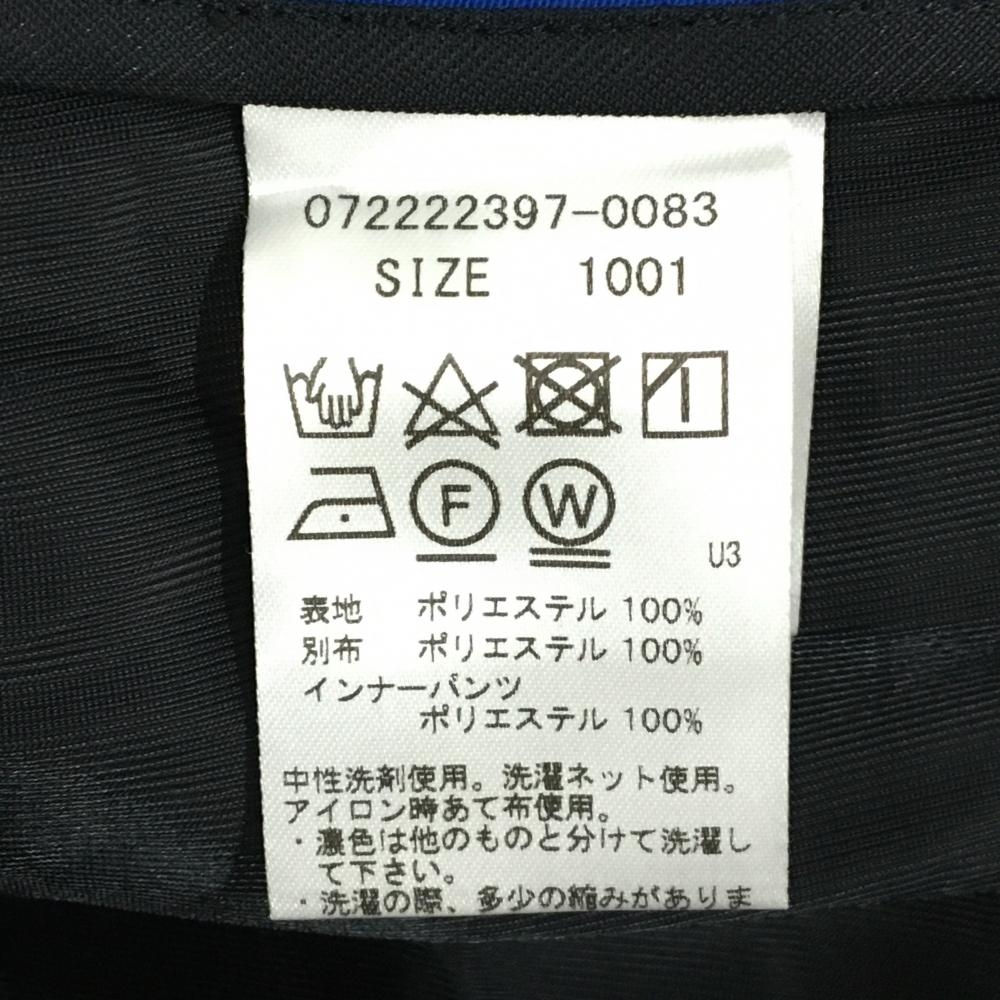 072222397-0083
SIZE 1001
F W
U3
表地 ポリエステル 100%
別布 ポリエステル 100%
インナーパンツ
ポリエステル 100%
中性洗剤使用。洗濯ネット使用。
アイロン時あて布使用。
・濃色は他のものと分けて洗濯し
て下さい。
・洗濯の際、多少の縮みがありま